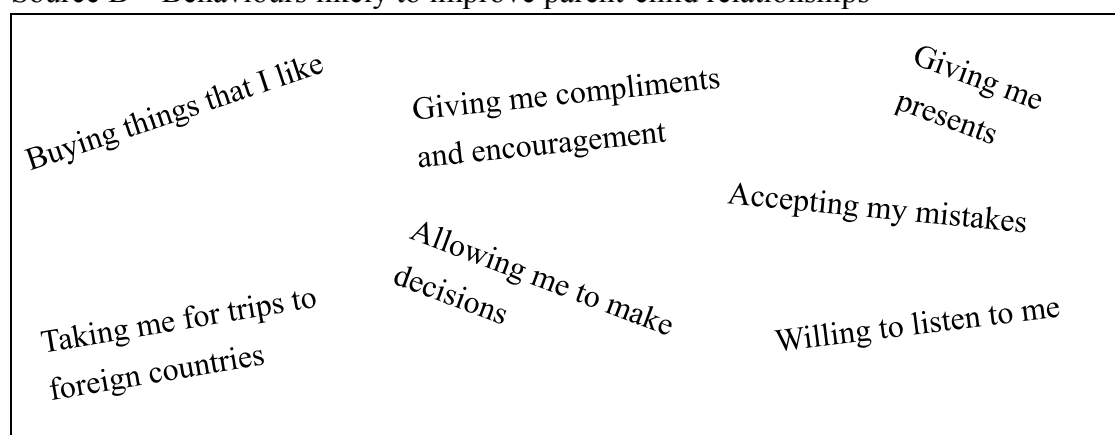 Source B – Behaviours likely to improve parent-child relationships
Buying things that I like
Giving me compliments
and encouragement
Giving me
presents
Accepting my mistakes
Allowing me to make
decisions
Taking me for trips to
foreign countries
Willing to listen to me